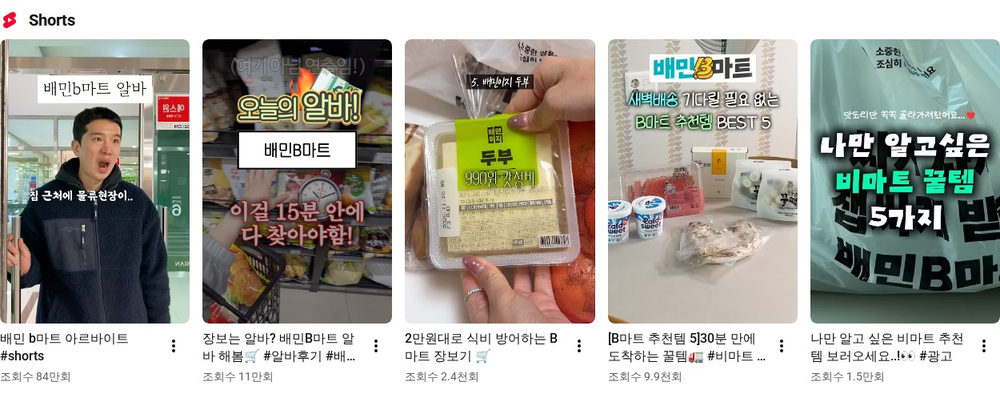 Shorts
배민b마트 알바
집 근처에 물류현장이..
예스원
배민 b마트 아르바이트
#shorts
조회수 84만회
(여기 아님 연출임!)
오늘의 알바!
배민B마트
이걸 15분 안에
다 찾아야함!
장보는 알바? 배민B마트 알
바 해봄🛒 #알바후기 #배...
조회수 11만회
5. 배민이지 두부
배민
이지
두부
990원 갓성비
2만원대로 식비 방어하는 B
마트 장보기 🛒
조회수 2.4천회
배민B마트
새벽배송 기다릴 필요 없는
B마트 추천템 BEST 5
[B마트 추천템 5]30분 만에
도착하는 꿀템🚛 #비마트 ...
조회수 9.9천회
소중한
조심히
맛도리만 쏙쏙 골라가져왔어요...❤️
나만 알고싶은
비마트 꿀템
5가지
배민B마트
나만 알고 싶은 비마트 추천
템 보러오세요..!👀 #광고
조회수 1.5만회